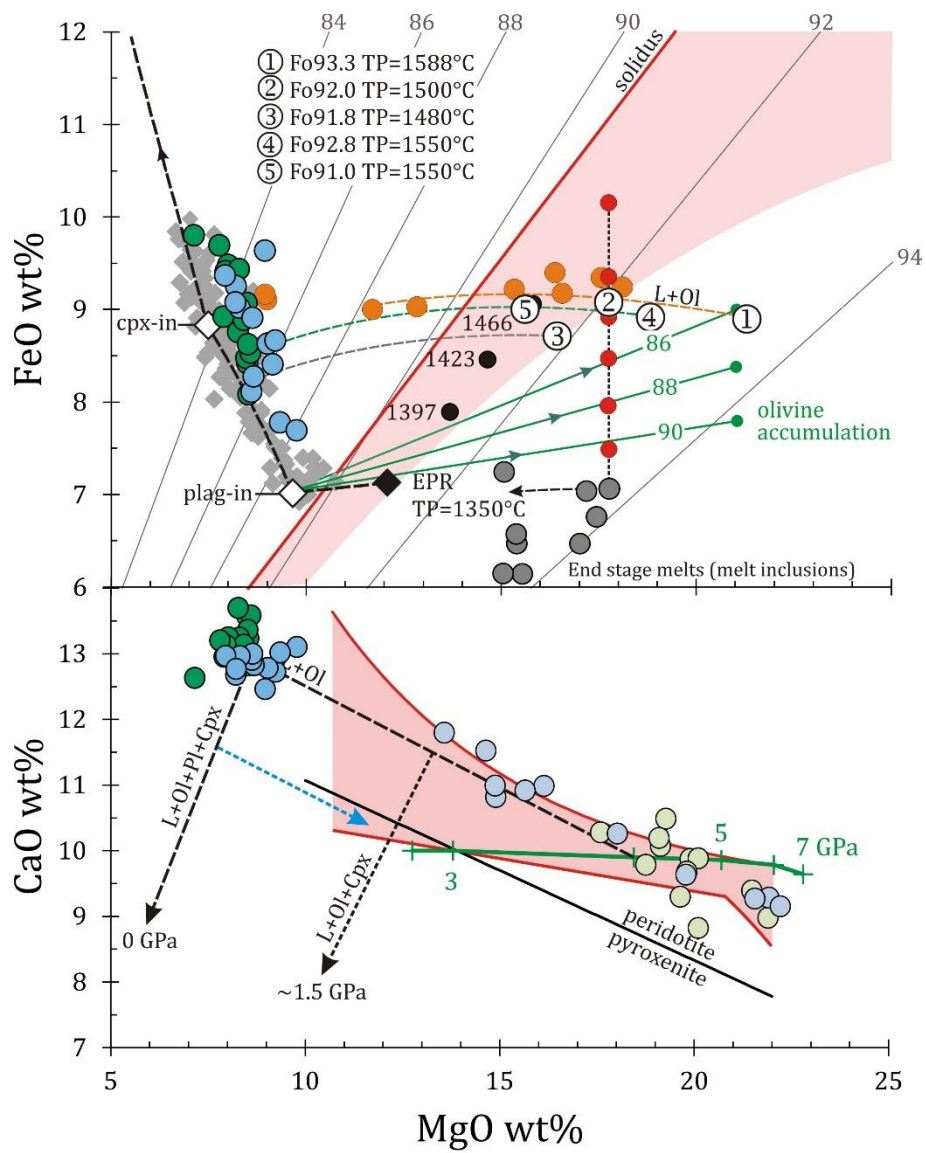 84
86
88
90
92
12
11
10
9
8
7
6
FeO wt%
① Fo93.3 TP=1588°C
② Fo92.0 TP=1500°C
③ Fo91.8 TP=1480°C
④ Fo92.8 TP=1550°C
⑤ Fo91.0 TP=1550°C
solidus
94
L+Ol
cpx-in
⑤
②
④
①
③
1466
1423
1397
86
88
90
olivine
accumulation
plag-in
EPR
TP=1350°C
End stage melts (melt inclusions)
13
12
11
10
9
8
7
CaO wt%
L+Ol
L+Ol+Pl+Cpx
L+Ol+Cpx
3
5
7 GPa
peridotite
pyroxenite
0 GPa
~1.5 GPa
5
10
15
20
25
MgO wt%